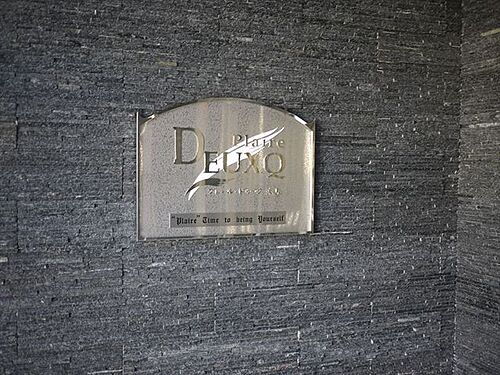 Plaire
DEUXQ
"Plaire" Time to being Yourself